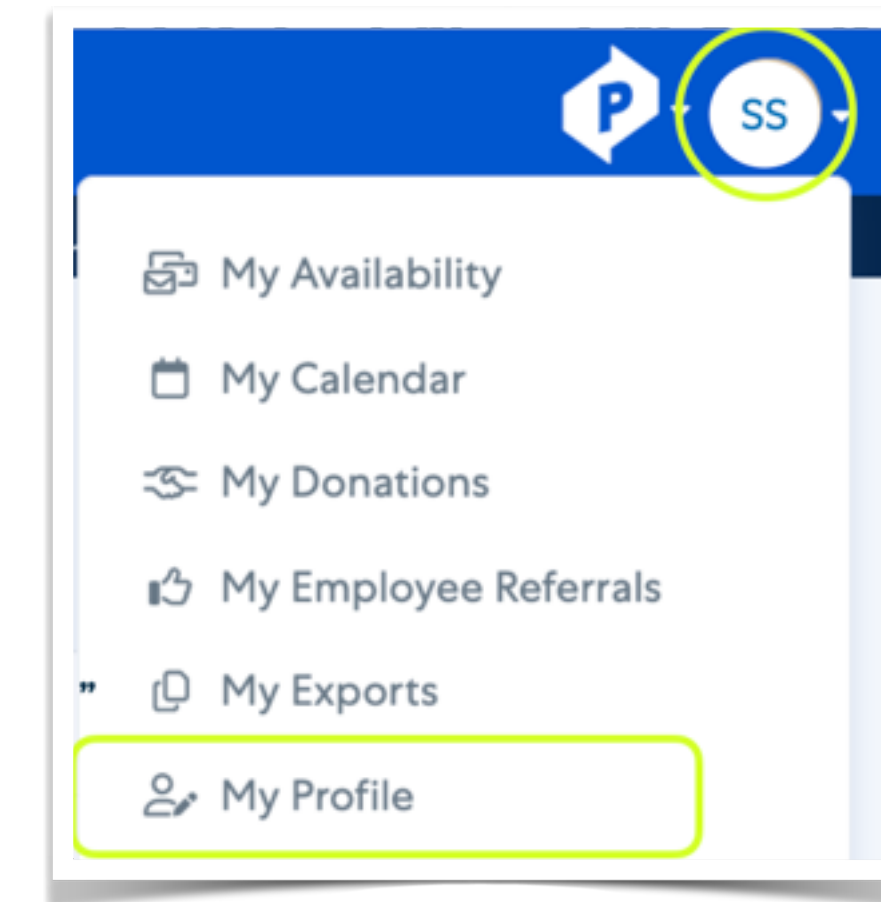 P
SS
My Availability
My Calendar
My Donations
My Employee Referrals
”
My Exports
My Profile